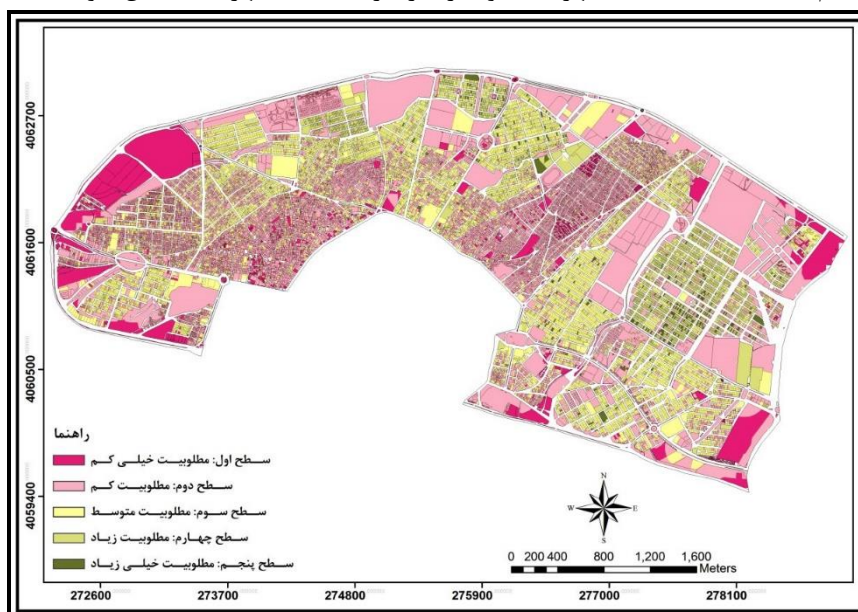 4062700
4061600
4060500
4059400
راهنما
سطح اول: مطلوبیت خیلی کم
سطح دوم: مطلوبیت کم
سطح سوم: مطلوبیت متوسط
سطح چهارم: مطلوبیت زیاد
سطح پنجم: مطلوبیت خیلی زیاد
N
W E
S
0 200 400 800 1,200 1,600
Meters
272600 273700 274800 275900 277000 278100